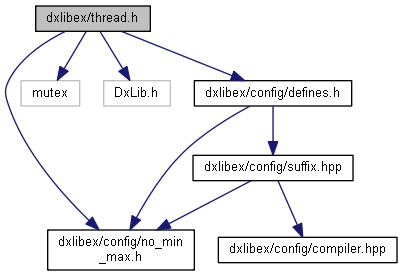 dxlibex/thread.h
mutex
DxLib.h
dxlibex/config/defines.h
dxlibex/config/suffix.hpp
dxlibex/config/no_min
_max.h
dxlibex/config/compiler.hpp